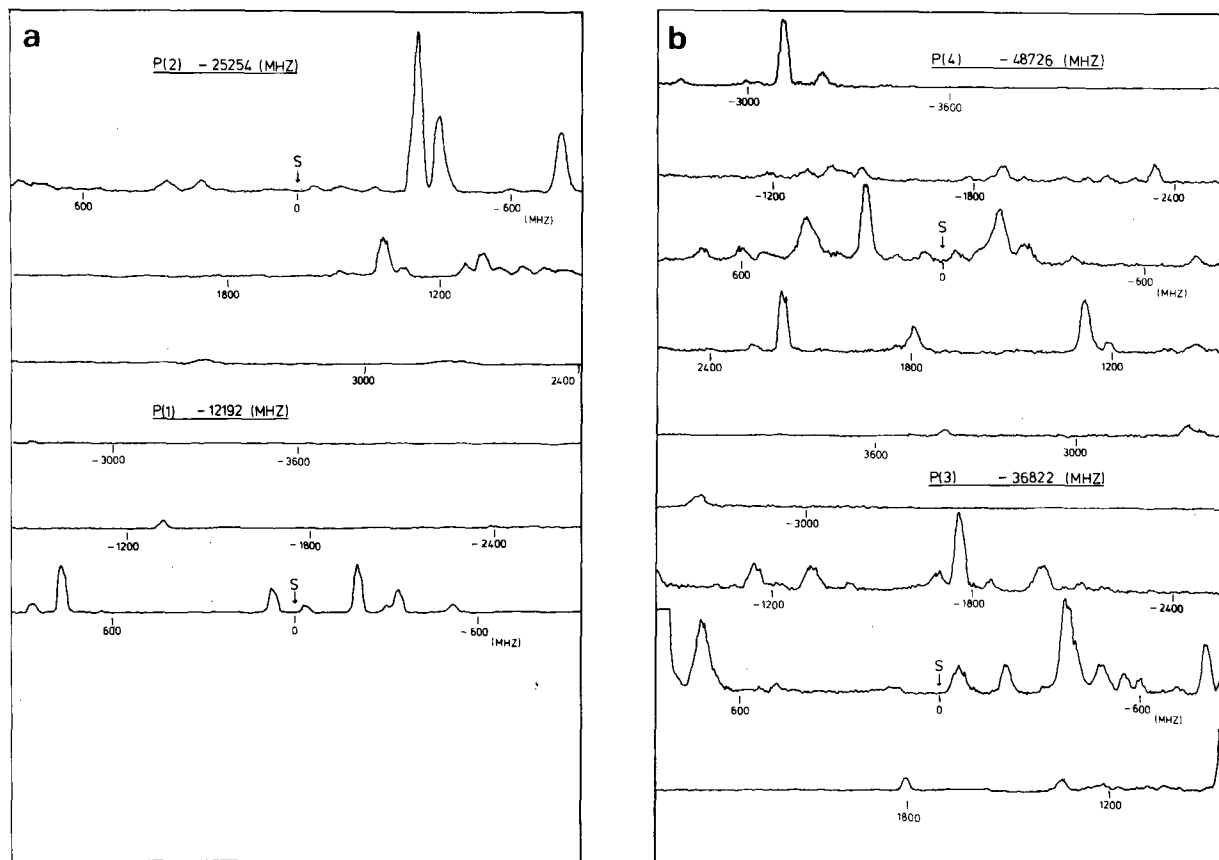 a
P(2) - 25254 (MHZ)
S
600 0 - 600 (MHZ)
1800 1200
3000 2400
P(1) -12192 (MHZ)
-3000 -3600
-1200 -1800 -2400
S
600 0 -600 (MHZ)
b
P(4) -48726 (MHZ)
-3000 -3600
-1200 -1800 -2400
S
600 0 -600 (MHZ)
2400 1800 1200
3600 3000
P(3) -36822 (MHZ)
-3000
-1200 -1800 -2400
S
600 0 -600 (MHZ)
1800 1200